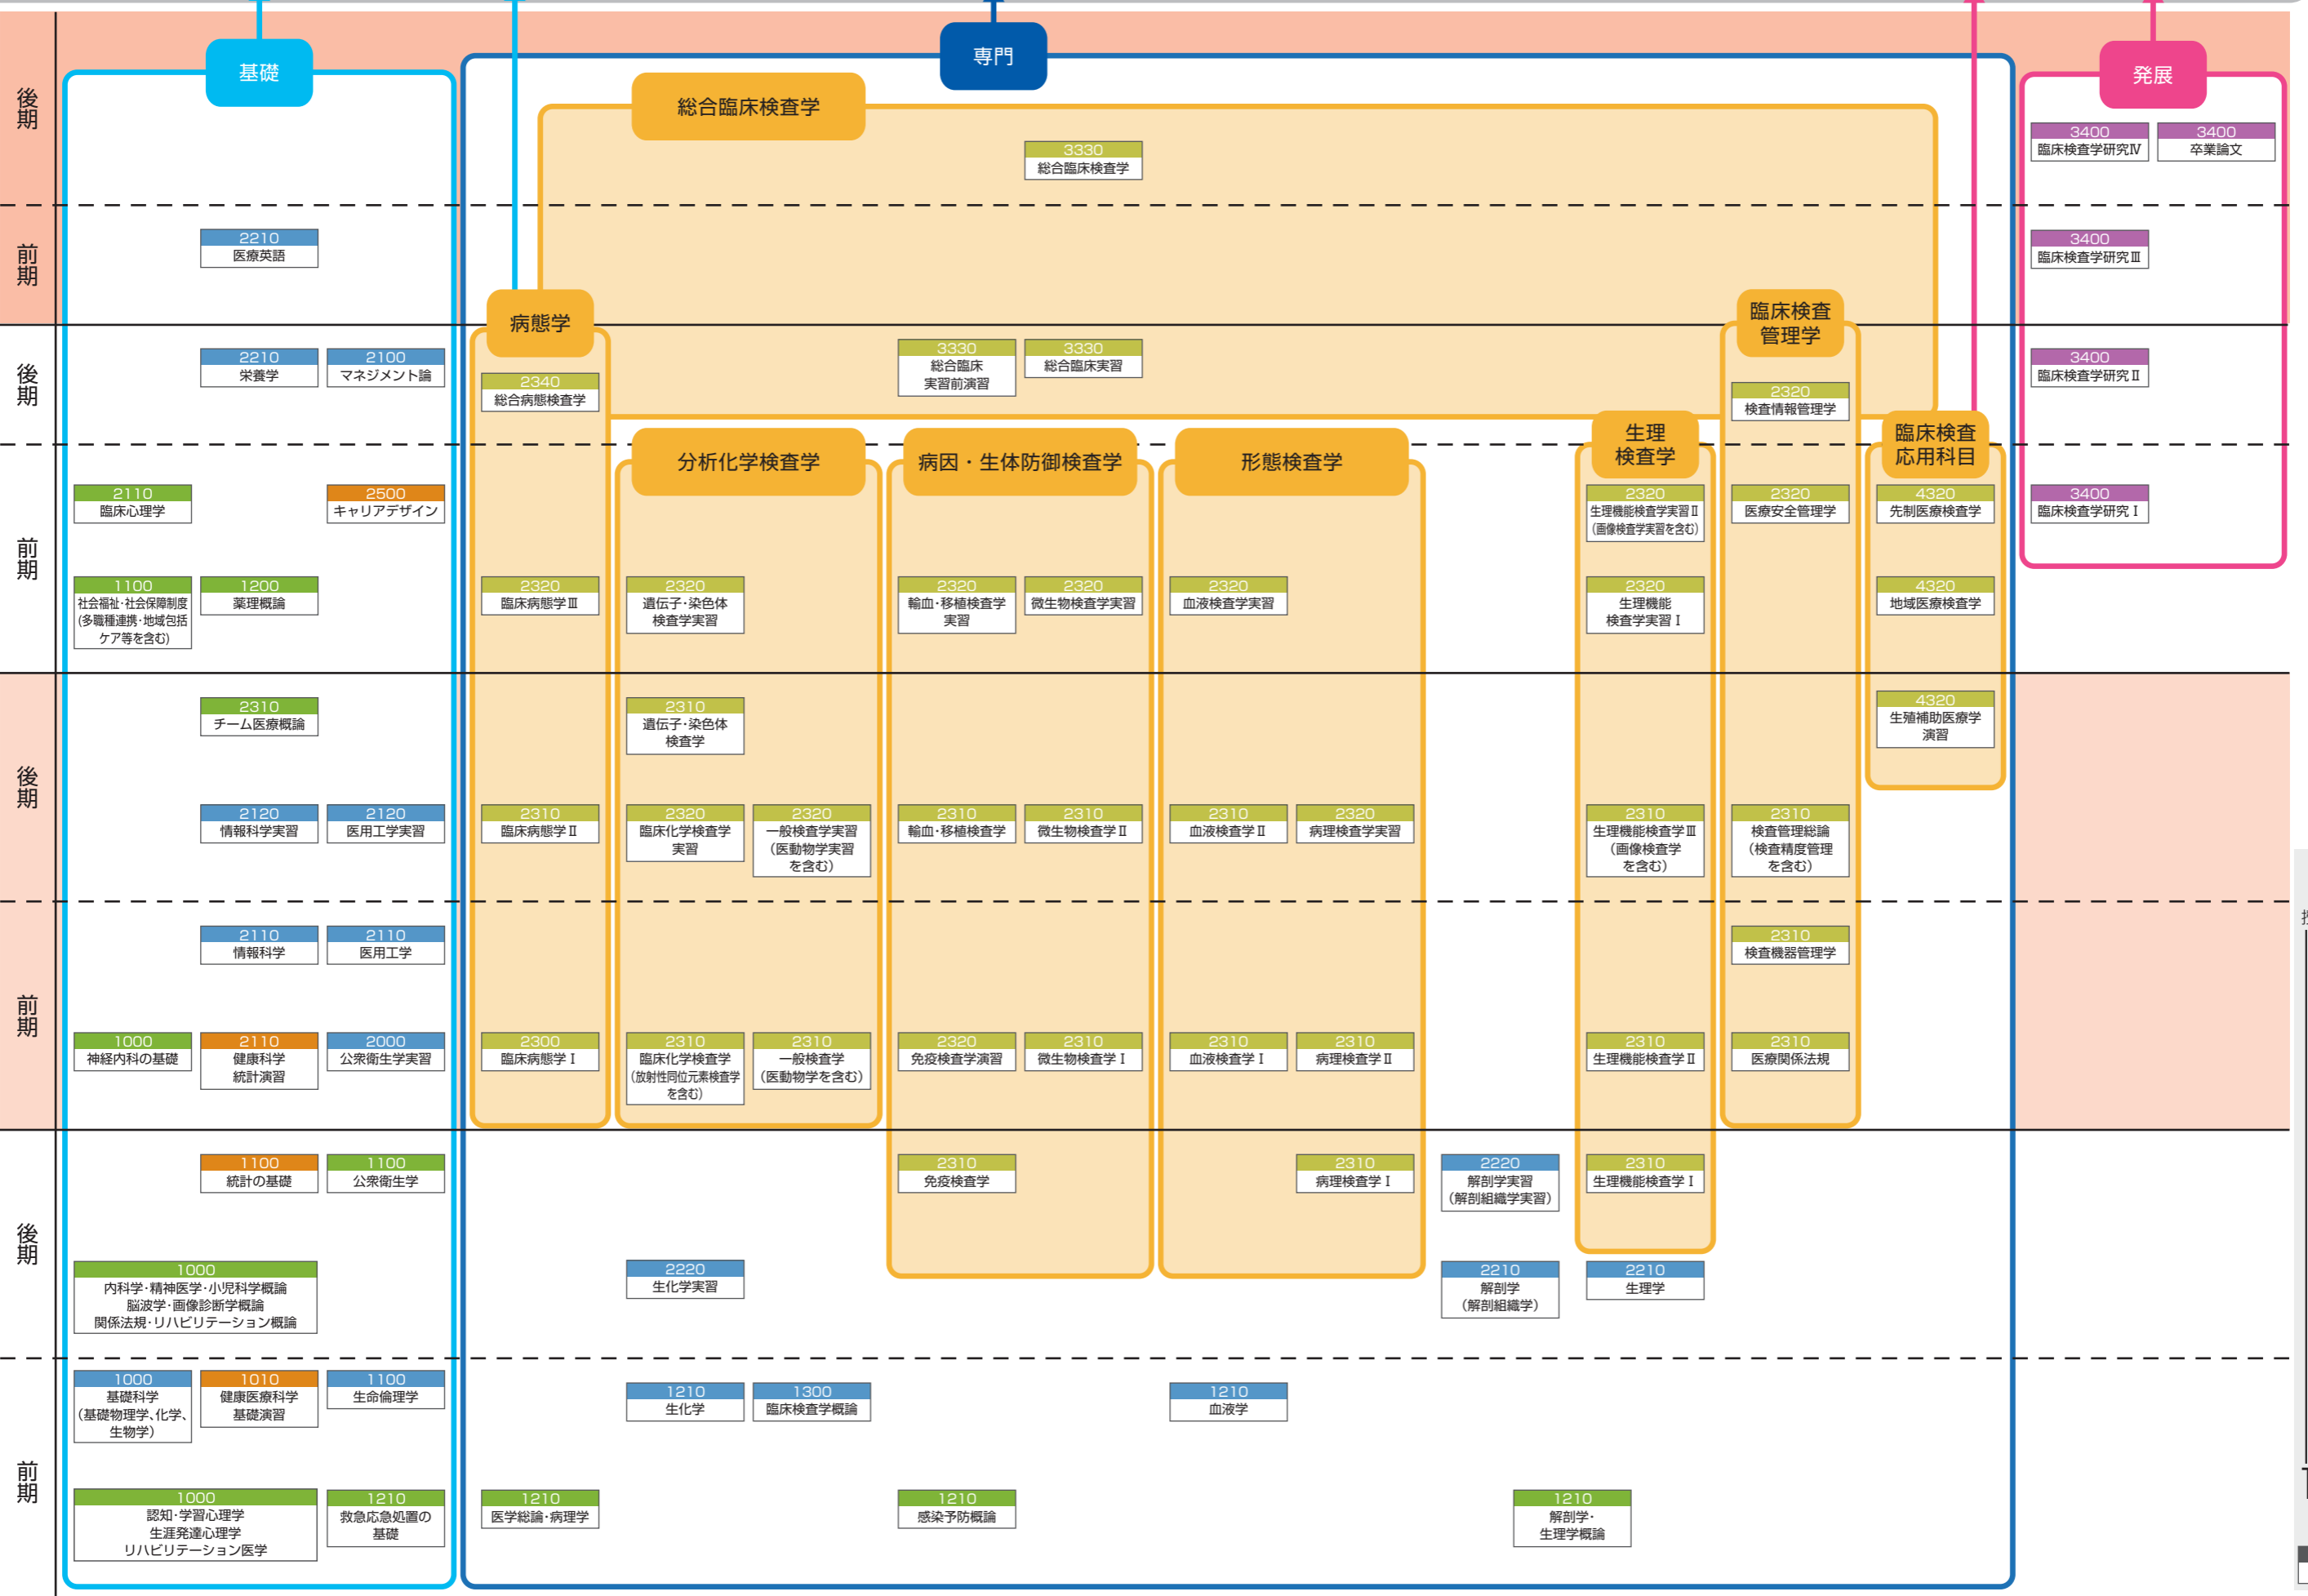 基礎
専門
発展
後期
総合臨床検査学
3330
総合臨床検査学
3400
臨床検査学研究Ⅳ
3400
卒業論文
前期
2210
医療英語
3400
臨床検査学研究Ⅲ
病態学
臨床検査
管理学
後期
2210
栄養学
2100
マネジメント論
2340
総合病態検査学
3330
総合臨床
実習前演習
3330
総合臨床実習
2320
検査情報管理学
3400
臨床検査学研究Ⅱ
分析化学検査学
病因・生体防御検査学
形態検査学
生理
検査学
臨床検査
応用科目
前期
2110
臨床心理学
2500
キャリアデザイン
2320
生理機能検査学実習Ⅱ
(画像検査学実習を含む)
2320
医療安全管理学
4320
先制医療検査学
3400
臨床検査学研究Ⅰ
1100
社会福祉・社会保障制度
(多職種連携・地域包括
ケア等を含む)
1200
薬理概論
2320
臨床病態学Ⅲ
2320
遺伝子・染色体
検査学実習
2320
輸血・移植検査学
実習
2320
微生物検査学実習
2320
血液検査学実習
2320
生理機能
検査学実習Ⅰ
4320
地域医療検査学
後期
2310
チーム医療概論
2310
遺伝子・染色体
検査学
4320
生殖補助医療学
演習
2120
情報科学実習
2120
医用工学実習
2310
臨床病態学Ⅱ
2320
臨床化学検査学
実習
2320
一般検査学実習
(医動物学実習
を含む)
2310
輸血・移植検査学
2310
微生物検査学Ⅱ
2310
血液検査学Ⅱ
2320
病理検査学実習
2310
生理機能検査学Ⅲ
(画像検査学
を含む)
2310
検査管理総論
(検査精度管理
を含む)
前期
2110
情報科学
2110
医用工学
2310
検査機器管理学
1000
神経内科の基礎
2110
健康科学
統計演習
2000
公衆衛生学実習
2300
臨床病態学Ⅰ
2310
臨床化学検査学
(放射性同位元素検査学
を含む)
2310
一般検査学
(医動物学を含む)
2320
免疫検査学演習
2310
微生物検査学Ⅰ
2310
血液検査学Ⅰ
2310
病理検査学Ⅱ
2310
生理機能検査学Ⅱ
2310
医療関係法規
後期
1100
統計の基礎
1100
公衆衛生学
2310
免疫検査学
2310
病理検査学Ⅰ
2220
解剖学実習
(解剖組織学実習)
2310
生理機能検査学Ⅰ
1000
内科学・精神医学・小児科学概論
脳波学・画像診断学概論
関係法規・リハビリテーション概論
2220
生化学実習
2210
解剖学
(解剖組織学)
2210
生理学
前期
1000
基礎科学
(基礎物理学、化学、
生物学)
1010
健康医療科学
基礎演習
1100
生命倫理学
1210
生化学
1300
臨床検査学概論
1210
血液学
1000
認知・学習心理学
生涯発達心理学
リハビリテーション医学
1210
救急応急処置の
基礎
1210
医学総論・病理学
1210
感染予防概論
1210
解剖学・
生理学概論